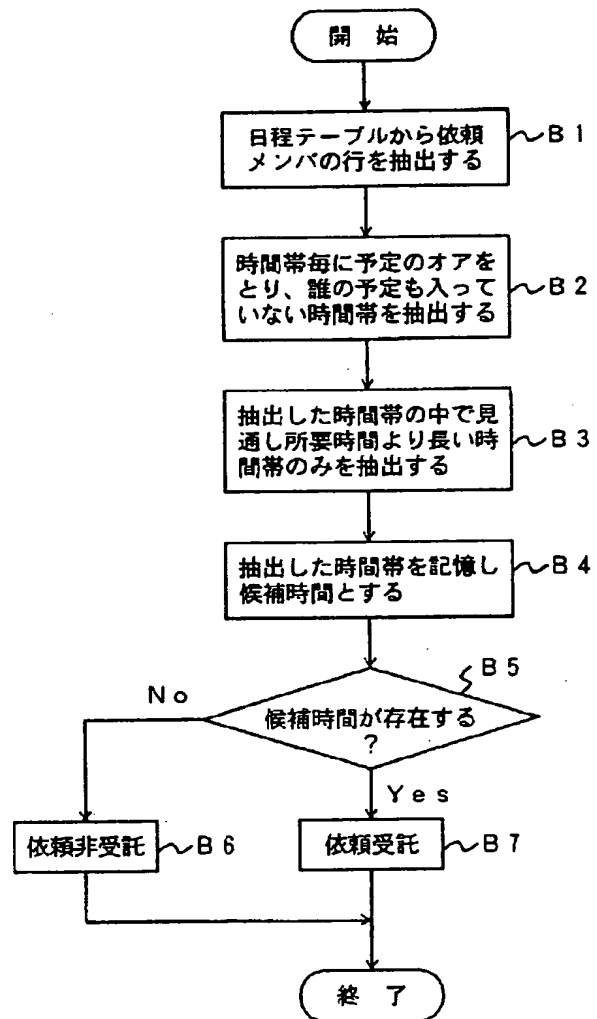 開 始
日程テーブルから依頼
メンバの行を抽出する
B1
時間帯毎に予定のオアを
とり、誰の予定も入って
いない時間帯を抽出する
B2
抽出した時間帯の中で見
通し所要時間より長い時
間帯のみを抽出する
B3
抽出した時間帯を記憶し
候補時間とする
B4
B5
No
候補時間が存在する
?
Yes
依頼非受託
B6
依頼受託
B7
終 了